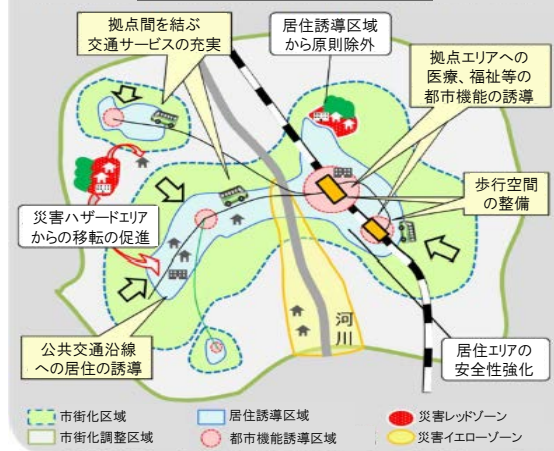 拠点間を結ぶ
交通サービスの充実
居住誘導区域
から原則除外
拠点エリアへの
医療、福祉等の
都市機能の誘導
歩行空間
の整備
災害ハザードエリア
からの移転の促進
河川
公共交通沿線
への居住の誘導
居住エリアの
安全性強化
市街化区域
居住誘導区域
災害レッドゾーン
市街化調整区域
都市機能誘導区域
災害イエローゾーン